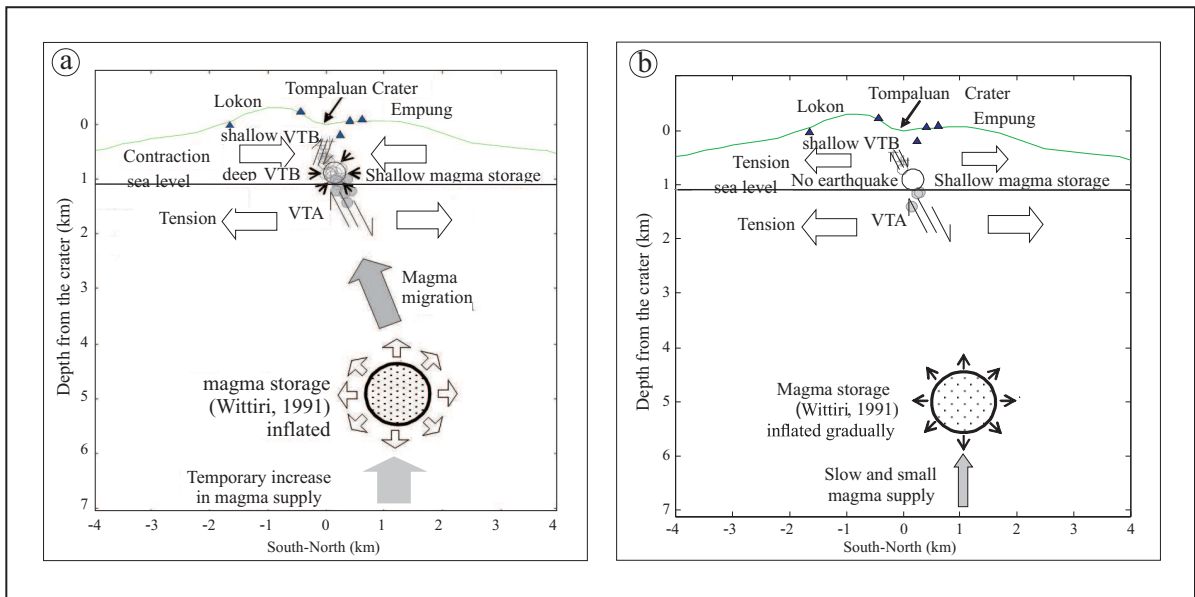 a
Tompaluan Crater
Lokon
Empung
0
shallow VTB
Contraction
sea level
deep VTB
Shallow magma storage
1
VTA
Tension
2
Magma
migration
3
4
magma storage
(Wittiri, 1991)
inflated
5
6
Temporary increase
in magma supply
7
-4 -3 -2 -1 0 1 2 3 4
South-North (km)
Depth from the crater (km)
b
Tompaluan Crater
Lokon
Empung
0
shallow VTB
Tension
sea level
No earthquake
Shallow magma storage
1
VTA
Tension
2
3
4
Magma storage
(Wittiri, 1991)
inflated gradually
5
6
Slow and small
magma supply
7
-4 -3 -2 -1 0 1 2 3 4
South-North (km)
Depth from the crater (km)